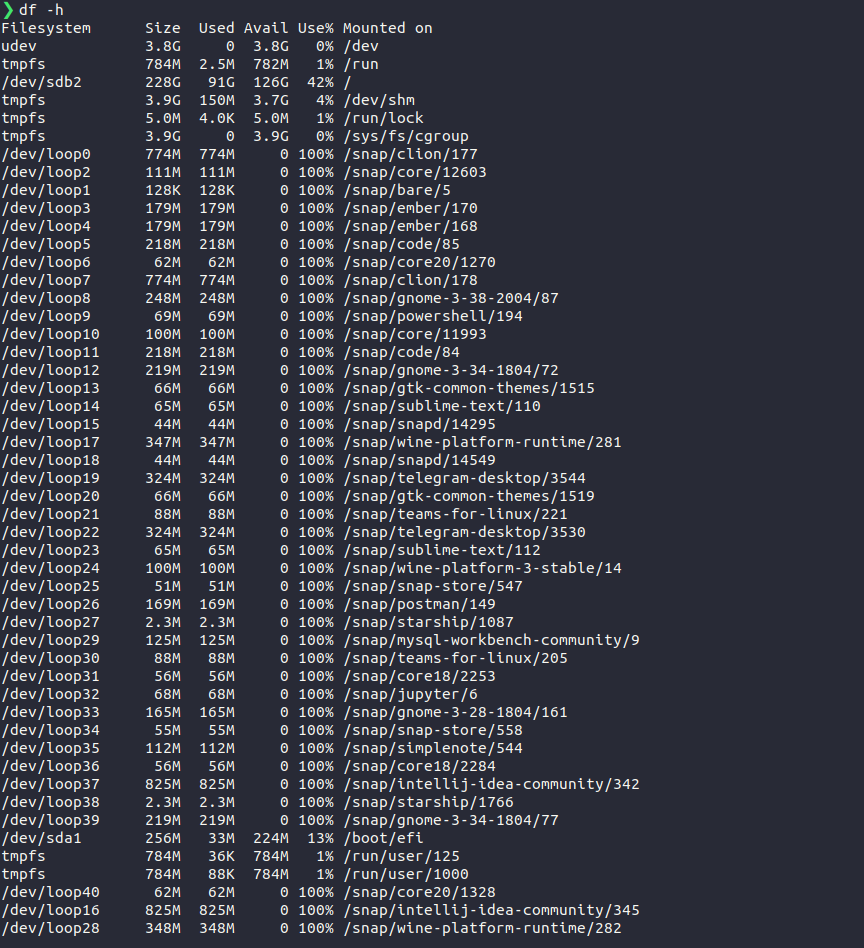 ❯ df -h
Filesystem      Size  Used Avail Use% Mounted on
udev            3.8G     0  3.8G   0% /dev
tmpfs           784M  2.5M  782M   1% /run
/dev/sdb2       228G   91G  126G  42% /
tmpfs           3.9G  150M  3.7G   4% /dev/shm
tmpfs           5.0M  4.0K  5.0M   1% /run/lock
tmpfs           3.9G     0  3.9G   0% /sys/fs/cgroup
/dev/loop0      774M  774M     0 100% /snap/clion/177
/dev/loop2      111M  111M     0 100% /snap/core/12603
/dev/loop1      128K  128K     0 100% /snap/bare/5
/dev/loop3      179M  179M     0 100% /snap/ember/170
/dev/loop4      179M  179M     0 100% /snap/ember/168
/dev/loop5      218M  218M     0 100% /snap/code/85
/dev/loop6       62M   62M     0 100% /snap/core20/1270
/dev/loop7      774M  774M     0 100% /snap/clion/178
/dev/loop8      248M  248M     0 100% /snap/gnome-3-38-2004/87
/dev/loop9       69M   69M     0 100% /snap/powershell/194
/dev/loop10     100M  100M     0 100% /snap/core/11993
/dev/loop11     218M  218M     0 100% /snap/code/84
/dev/loop12     219M  219M     0 100% /snap/gnome-3-34-1804/72
/dev/loop13      66M   66M     0 100% /snap/gtk-common-themes/1515
/dev/loop14      65M   65M     0 100% /snap/sublime-text/110
/dev/loop15      44M   44M     0 100% /snap/snapd/14295
/dev/loop17     347M  347M     0 100% /snap/wine-platform-runtime/281
/dev/loop18      44M   44M     0 100% /snap/snapd/14549
/dev/loop19     324M  324M     0 100% /snap/telegram-desktop/3544
/dev/loop20      66M   66M     0 100% /snap/gtk-common-themes/1519
/dev/loop21      88M   88M     0 100% /snap/teams-for-linux/221
/dev/loop22     324M  324M     0 100% /snap/telegram-desktop/3530
/dev/loop23      65M   65M     0 100% /snap/sublime-text/112
/dev/loop24     100M  100M     0 100% /snap/wine-platform-3-stable/14
/dev/loop25      51M   51M     0 100% /snap/snap-store/547
/dev/loop26     169M  169M     0 100% /snap/postman/149
/dev/loop27     2.3M  2.3M     0 100% /snap/starship/1087
/dev/loop29     125M  125M     0 100% /snap/mysql-workbench-community/9
/dev/loop30      88M   88M     0 100% /snap/teams-for-linux/205
/dev/loop31      56M   56M     0 100% /snap/core18/2253
/dev/loop32      68M   68M     0 100% /snap/jupyter/6
/dev/loop33     165M  165M     0 100% /snap/gnome-3-28-1804/161
/dev/loop34      55M   55M     0 100% /snap/snap-store/558
/dev/loop35     112M  112M     0 100% /snap/simplenote/544
/dev/loop36      56M   56M     0 100% /snap/core18/2284
/dev/loop37     825M  825M     0 100% /snap/intellij-idea-community/342
/dev/loop38     2.3M  2.3M     0 100% /snap/starship/1766
/dev/loop39     219M  219M     0 100% /snap/gnome-3-34-1804/77
/dev/sda1       256M   33M  224M  13% /boot/efi
tmpfs           784M   36K  784M   1% /run/user/125
tmpfs           784M   88K  784M   1% /run/user/1000
/dev/loop40      62M   62M     0 100% /snap/core20/1328
/dev/loop16     825M  825M     0 100% /snap/intellij-idea-community/345
/dev/loop28     348M  348M     0 100% /snap/wine-platform-runtime/282